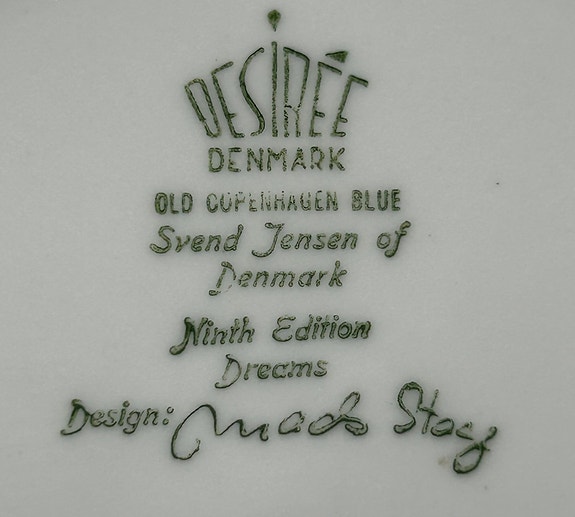 DESIRÉE
DENMARK
OLD COPENHAGEN BLUE
Svend Jensen of
Denmark
Ninth Edition
Dreams
Design: Mads Stage